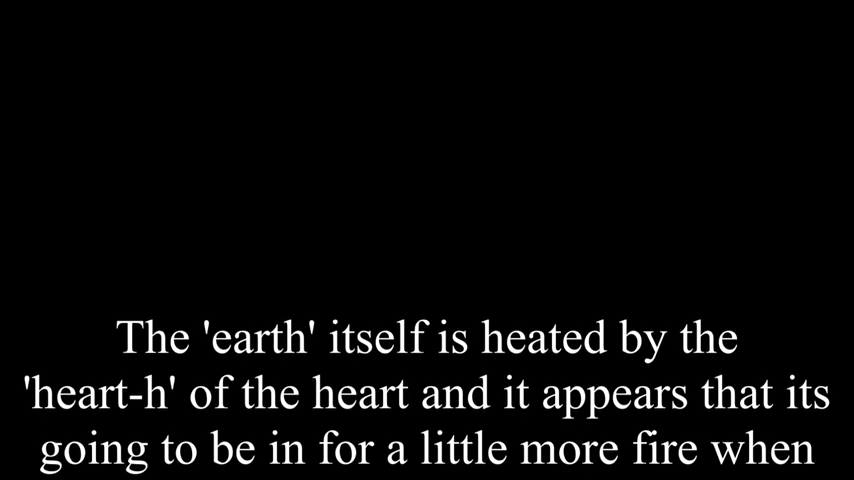 The 'earth' itself is heated by the
'heart-h' of the heart and it appears that its
going to be in for a little more fire when